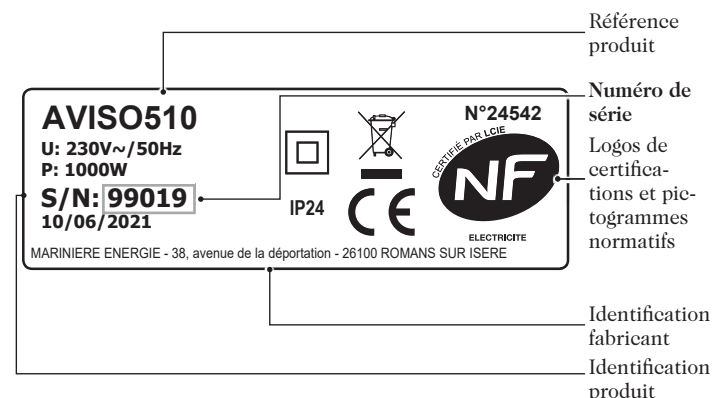 Référence
produit
AVISO510
U: 230V~/50Hz
P: 1000W
S/N: 99019
10/06/2021
IP24
CE
N°24542
CERTIFIÉ PAR LCIE
NF
ELECTRICITE
MARINIERE ENERGIE - 38, avenue de la déportation - 26100 ROMANS SUR ISERE
Numéro de
série
Logos de
certifica-
tions et pic-
togrammes
normatifs
Identification
fabricant
Identification
produit